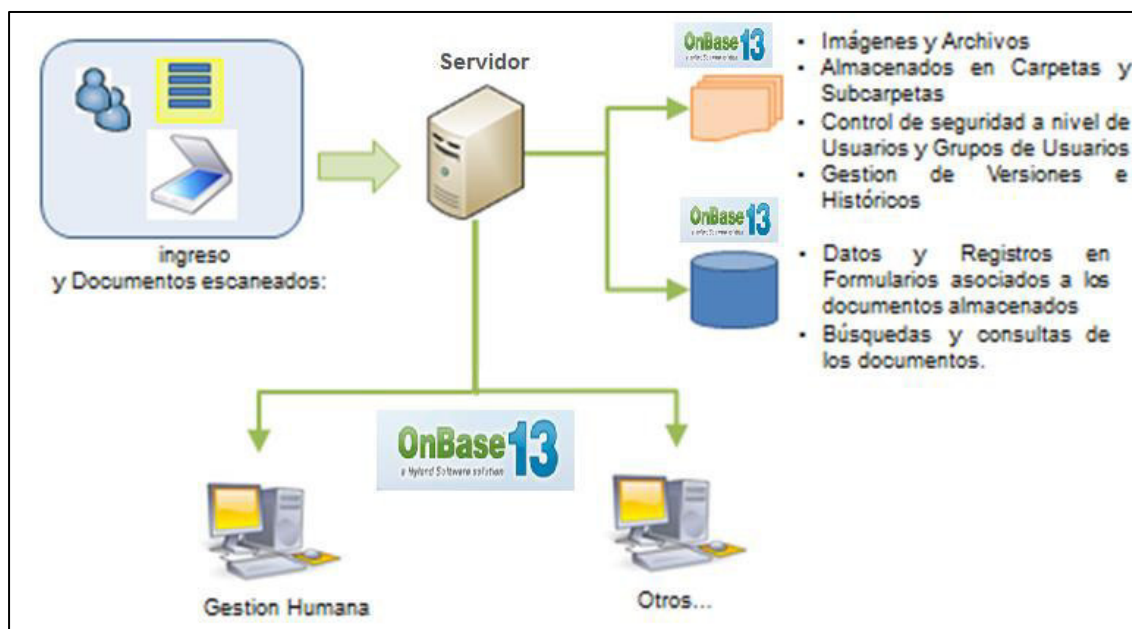 Servidor
ingreso
y Documentos escaneados:
OnBase 13
• Imágenes y Archivos
• Almacenados en Carpetas y
Subcarpetas
• Control de seguridad a nivel de
Usuarios y Grupos de Usuarios
• Gestion de Versiones e
Históricos
OnBase 13
• Datos y Registros en
Formularios asociados a los
documentos almacenados
• Búsquedas y consultas de
los documentos.
OnBase 13
a Hyland Software solution
Gestion Humana
Otros...